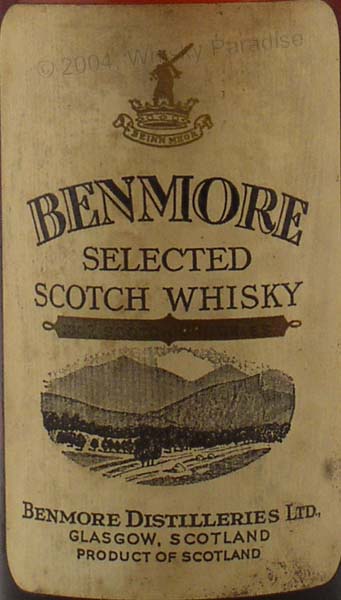 © 2004 Whisky Paradise
BEINN MHOR
BENMORE
SELECTED
SCOTCH WHISKY
BENMORE DISTILLERIES LTD.,
GLASGOW, SCOTLAND
PRODUCT OF SCOTLAND